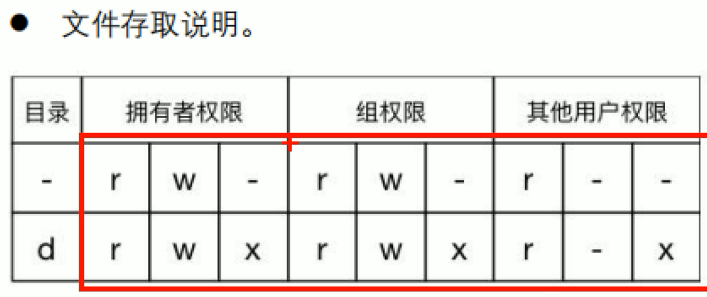 ● 文件存取说明。
目录 拥有者权限 组权限 其他用户权限
- r w - r w - r - -
d r w x r w x r - x